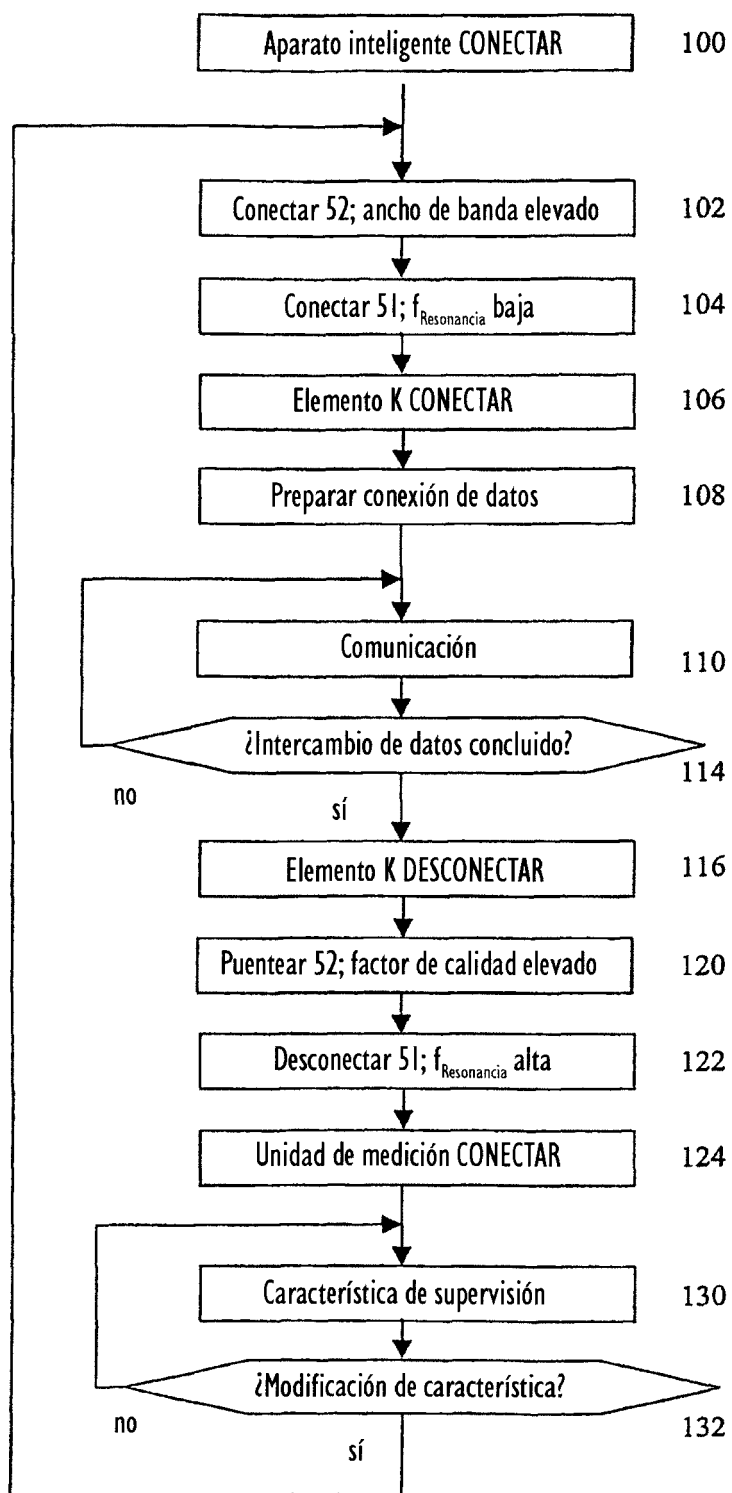 Aparato inteligente CONECTAR 100
Conectar 52; ancho de banda elevado 102
Conectar 51; fResonancia baja 104
Elemento K CONECTAR 106
Preparar conexión de datos 108
Comunicación 110
¿Intercambio de datos concluido? 114
no sí
Elemento K DESCONECTAR 116
Puentear 52; factor de calidad elevado 120
Desconectar 51; fResonancia alta 122
Unidad de medición CONECTAR 124
Característica de supervisión 130
¿Modificación de característica? 132
no sí